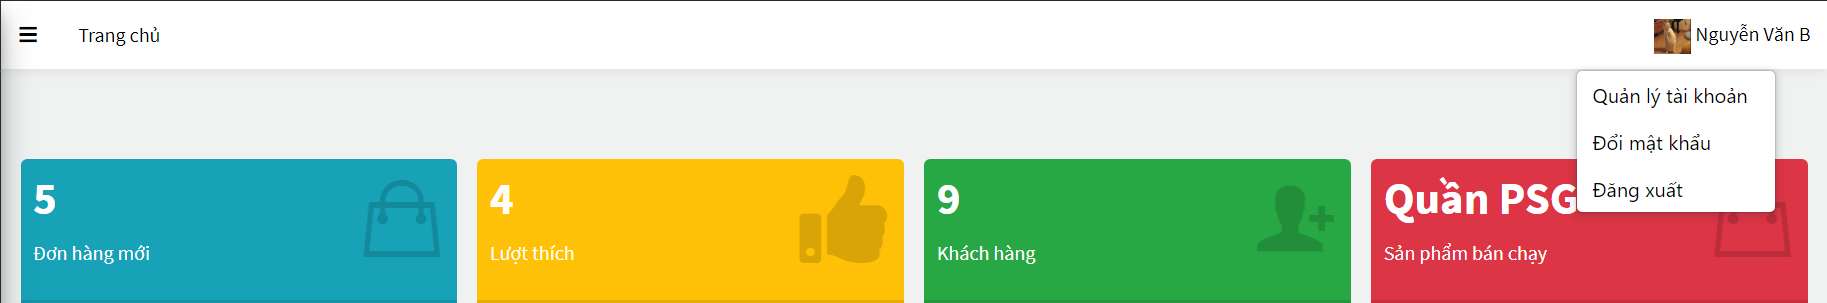 Trang chủ
Nguyễn Văn B
Quản lý tài khoản
Đổi mật khẩu
Đăng xuất
5
Đơn hàng mới
4
Lượt thích
9
Khách hàng
Quần PSG
Sản phẩm bán chạy